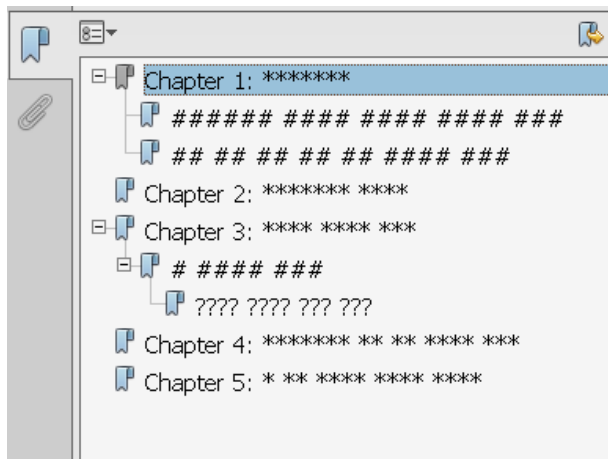 Chapter 1: *******
###### #### #### #### ###
## ## ## ## ## #### ###
Chapter 2: ******* ****
Chapter 3: **** **** ***
# #### ###
???? ???? ??? ???
Chapter 4: ******* ** ** **** ***
Chapter 5: * ** **** **** ****